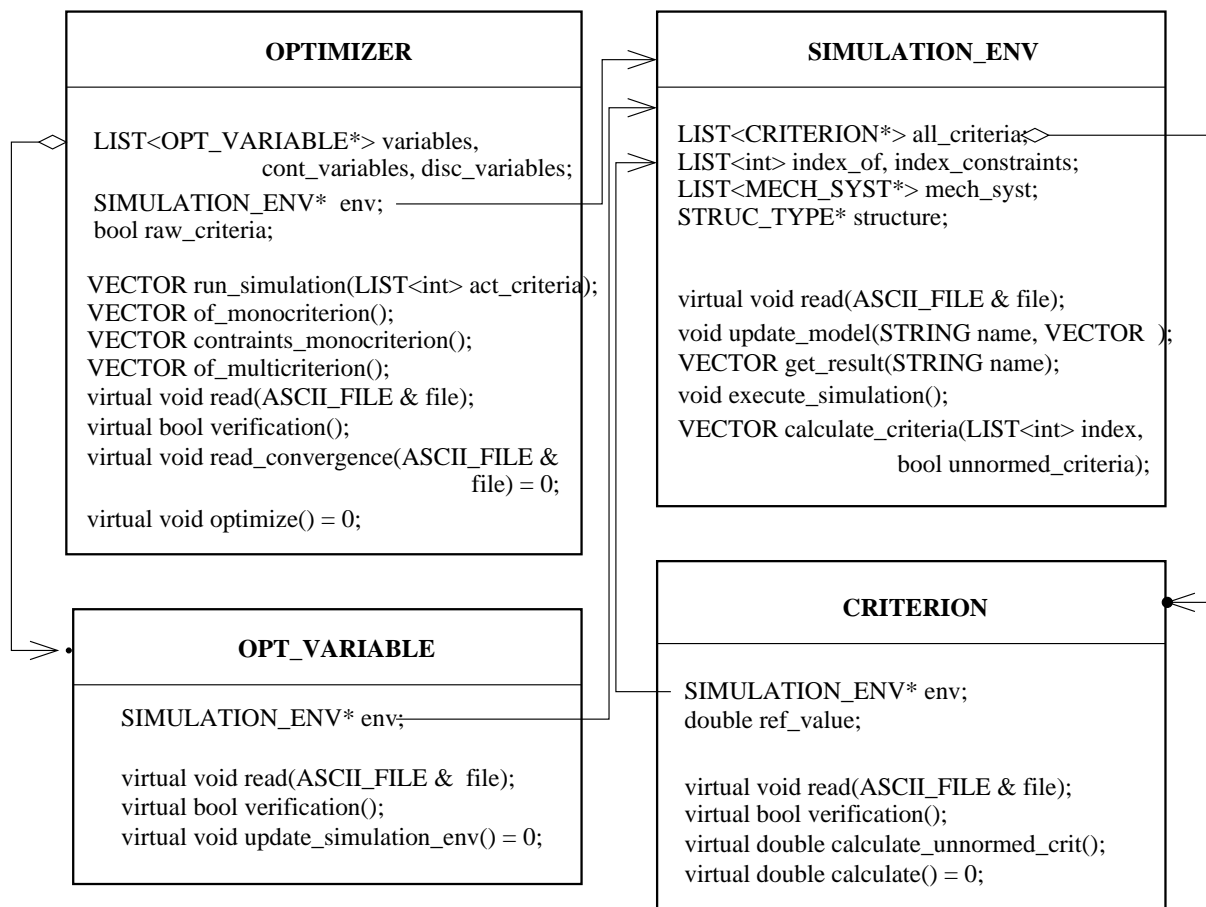 OPTIMIZER
LIST<OPT_VARIABLE*> variables,
cont_variables, disc_variables;
SIMULATION_ENV* env;
bool raw_criteria;
VECTOR run_simulation(LIST<int> act_criteria);
VECTOR of_monocriterion();
VECTOR contraints_monocriterion();
VECTOR of_multicriterion();
virtual void read(ASCII_FILE & file);
virtual bool verification();
virtual void read_convergence(ASCII_FILE &
file) = 0;
virtual void optimize() = 0;
SIMULATION_ENV
LIST<CRITERION*> all_criteria;
LIST<int> index_of, index_constraints;
LIST<MECH_SYST*> mech_syst;
STRUC_TYPE* structure;
virtual void read(ASCII_FILE & file);
void update_model(STRING name, VECTOR );
VECTOR get_result(STRING name);
void execute_simulation();
VECTOR calculate_criteria(LIST<int> index,
bool unnormed_criteria);
OPT_VARIABLE
SIMULATION_ENV* env;
virtual void read(ASCII_FILE & file);
virtual bool verification();
virtual void update_simulation_env() = 0;
CRITERION
SIMULATION_ENV* env;
double ref_value;
virtual void read(ASCII_FILE & file);
virtual bool verification();
virtual double calculate_unnormed_crit();
virtual double calculate() = 0;